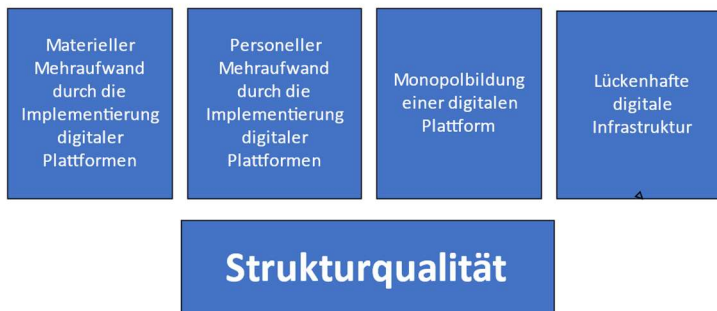 Materieller
Mehraufwand
durch die
Implementierung
digitaler
Plattformen
Personeller
Mehraufwand
durch die
Implementierung
digitaler
Plattformen
Monopolbildung
einer digitalen
Plattform
Lückenhafte
digitale
Infrastruktur
Strukturqualität